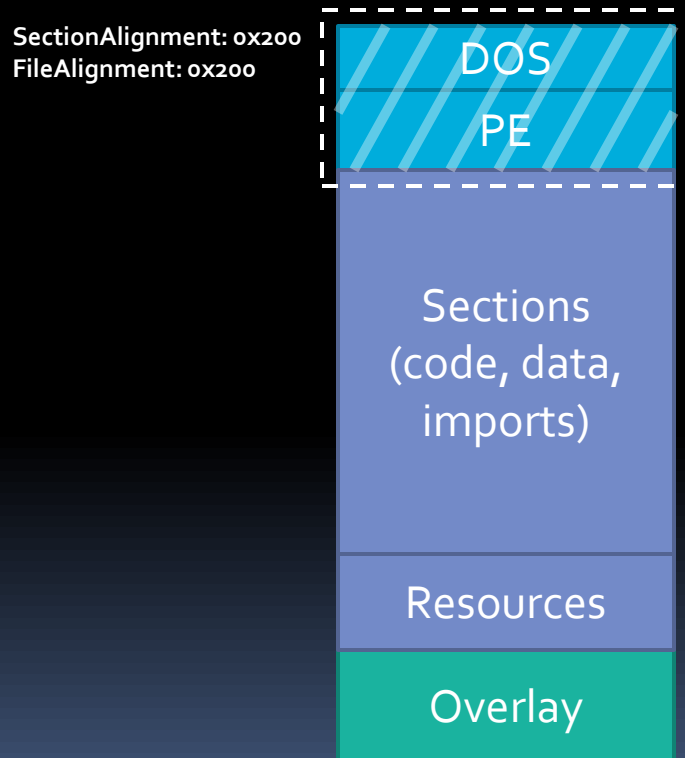 SectionAlignment: 0x200
FileAlignment: 0x200
DOS
PE
Sections
(code, data,
imports)
Resources
Overlay